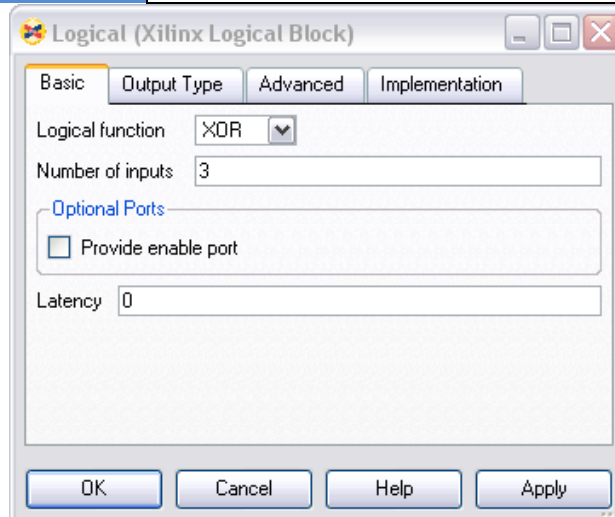 Logical (Xilinx Logical Block)
Basic Output Type Advanced Implementation
Logical function XOR
Number of inputs 3
Optional Ports
Provide enable port
Latency 0
OK Cancel Help Apply